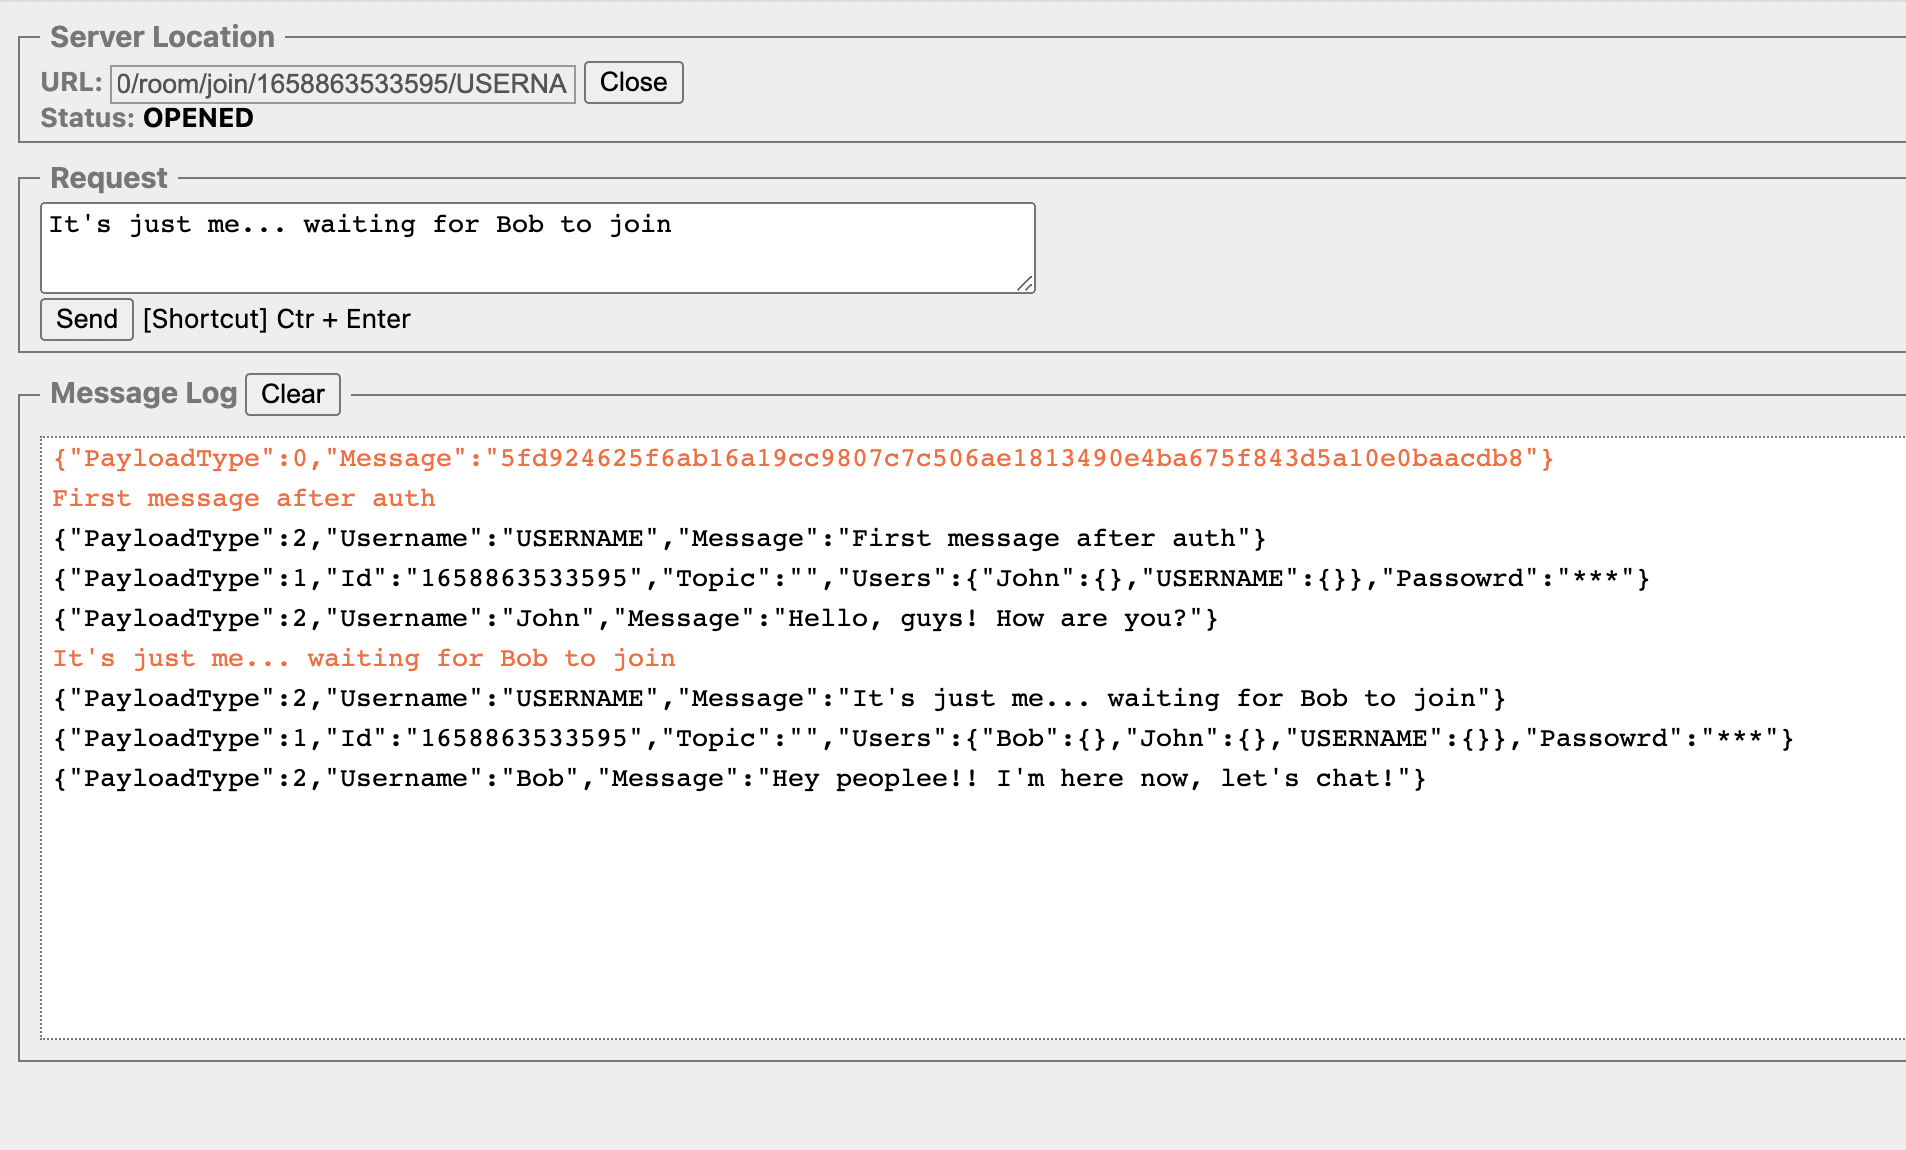 Server Location
URL: 0/room/join/1658863533595/USERNA Close
Status: OPENED
Request
It's just me... waiting for Bob to join
Send [Shortcut] Ctr + Enter
Message Log Clear
{"PayloadType":0,"Message":"5fd924625f6ab16a19cc9807c7c506ae1813490e4ba675f843d5a10e0baacdb8"}
First message after auth
{"PayloadType":2,"Username":"USERNAME","Message":"First message after auth"}
{"PayloadType":1,"Id":"1658863533595","Topic":"","Users":{"John":{},"USERNAME":{}},"Passowrd":"***"}
{"PayloadType":2,"Username":"John","Message":"Hello, guys! How are you?"}
It's just me... waiting for Bob to join
{"PayloadType":2,"Username":"USERNAME","Message":"It's just me... waiting for Bob to join"}
{"PayloadType":1,"Id":"1658863533595","Topic":"","Users":{"Bob":{},"John":{},"USERNAME":{}},"Passowrd":"***"}
{"PayloadType":2,"Username":"Bob","Message":"Hey peoplee!! I'm here now, let's chat!"}